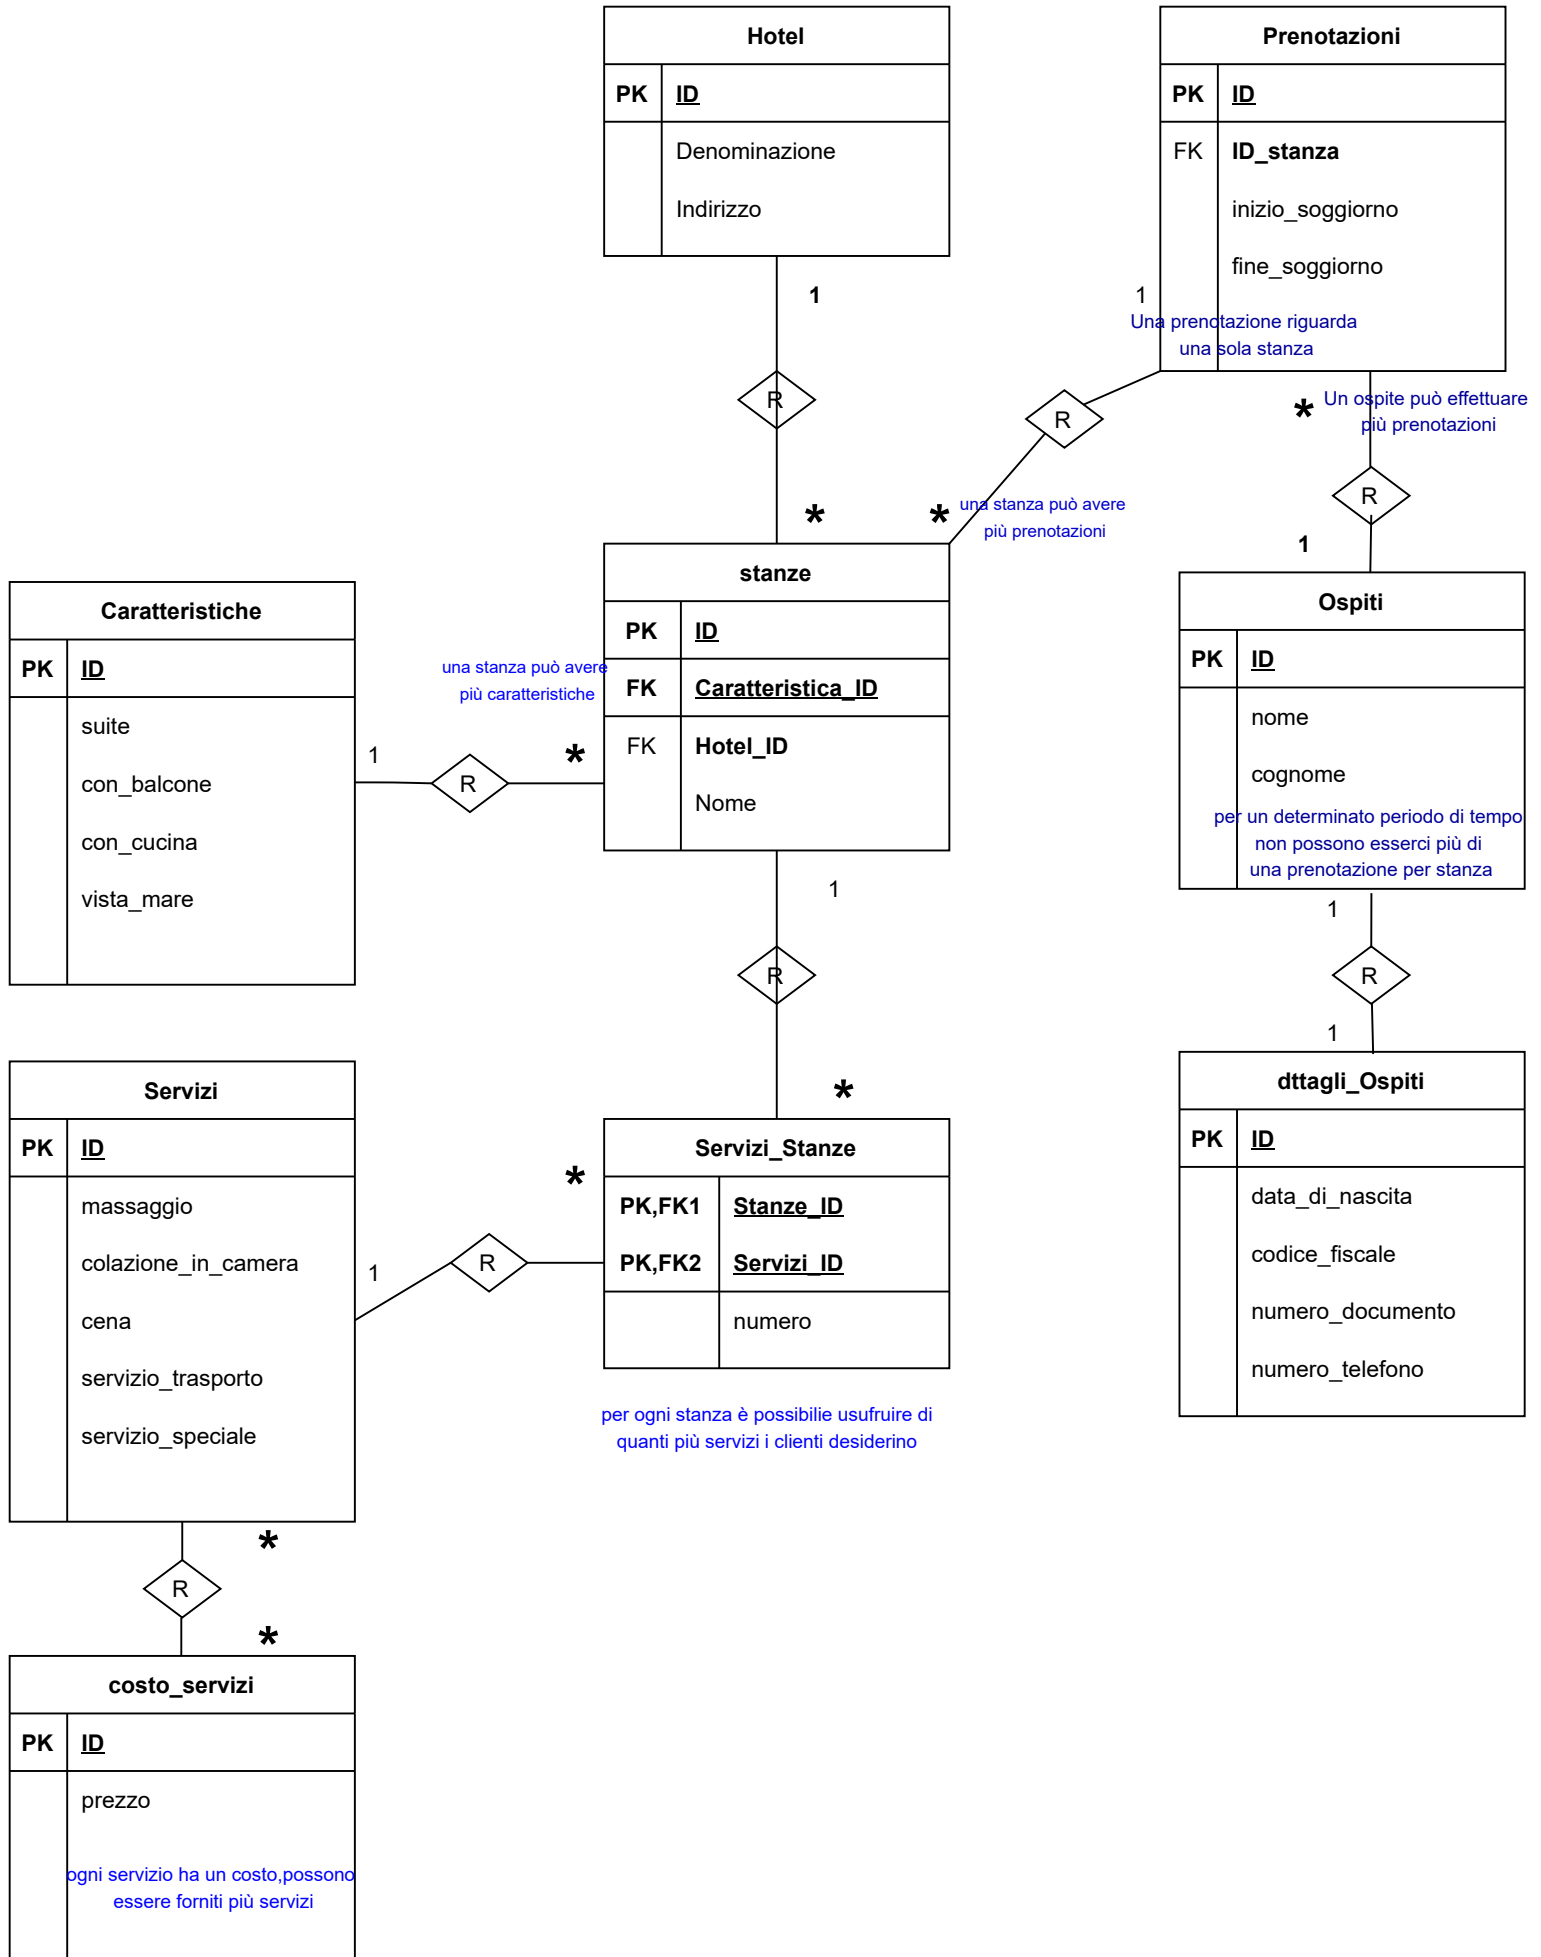 Hotel
PK ID
Denominazione
Indirizzo
1
R
*
Prenotazioni
PK ID
FK ID_stanza
inizio_soggiorno
fine_soggiorno
1
Una prenotazione riguarda
una sola stanza
R
*
una stanza può avere
più prenotazioni
*
Un ospite può effettuare
più prenotazioni
R
1
stanze
PK ID
FK Caratteristica_ID
FK Hotel_ID
Nome
Ospiti
PK ID
nome
cognome
per un determinato periodo di tempo
non possono esserci più di
una prenotazione per stanza
Caratteristiche
PK ID
suite
con_balcone
con_cucina
vista_mare
una stanza può avere
più caratteristiche
1
R
*
1
R
*
1
R
1
dttagli_Ospiti
PK ID
data_di_nascita
codice_fiscale
numero_documento
numero_telefono
Servizi
PK ID
massaggio
colazione_in_camera
cena
servizio_trasporto
servizio_speciale
1
R
*
Servizi_Stanze
PK,FK1 Stanze_ID
PK,FK2 Servizi_ID
numero
per ogni stanza è possibilie usufruire di
quanti più servizi i clienti desiderino
*
R
*
costo_servizi
PK ID
prezzo
ogni servizio ha un costo,possono
essere forniti più servizi